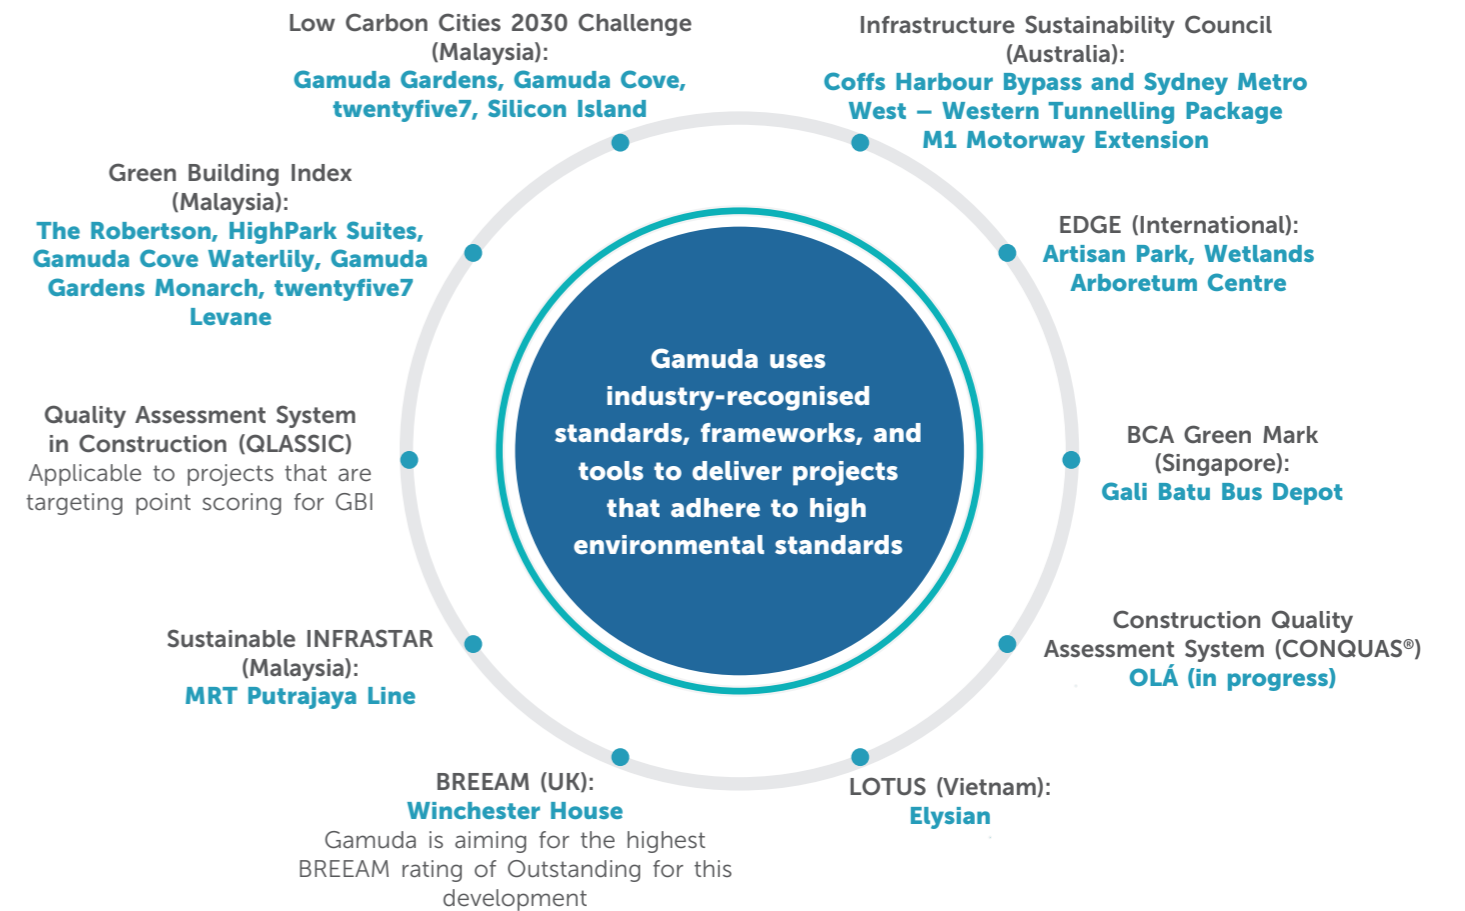 Low Carbon Cities 2030 Challenge
(Malaysia):
Gamuda Gardens, Gamuda Cove,
twentyfive7, Silicon Island
Infrastructure Sustainability Council
(Australia):
Coffs Harbour Bypass and Sydney Metro
West – Western Tunnelling Package
M1 Motorway Extension
Green Building Index
(Malaysia):
The Robertson, HighPark Suites,
Gamuda Cove Waterlily, Gamuda
Gardens Monarch, twentyfive7
Levane
EDGE (International):
Artisan Park, Wetlands
Arboretum Centre
Gamuda uses
industry-recognised
standards, frameworks, and
tools to deliver projects
that adhere to high
environmental standards
Quality Assessment System
in Construction (QLASSIC)
Applicable to projects that are
targeting point scoring for GBI
BCA Green Mark
(Singapore):
Gali Batu Bus Depot
Sustainable INFRASTAR
(Malaysia):
MRT Putrajaya Line
Construction Quality
Assessment System (CONQUAS®)
OLÁ (in progress)
BREEAM (UK):
Winchester House
Gamuda is aiming for the highest
BREEAM rating of Outstanding for this
development
LOTUS (Vietnam):
Elysian